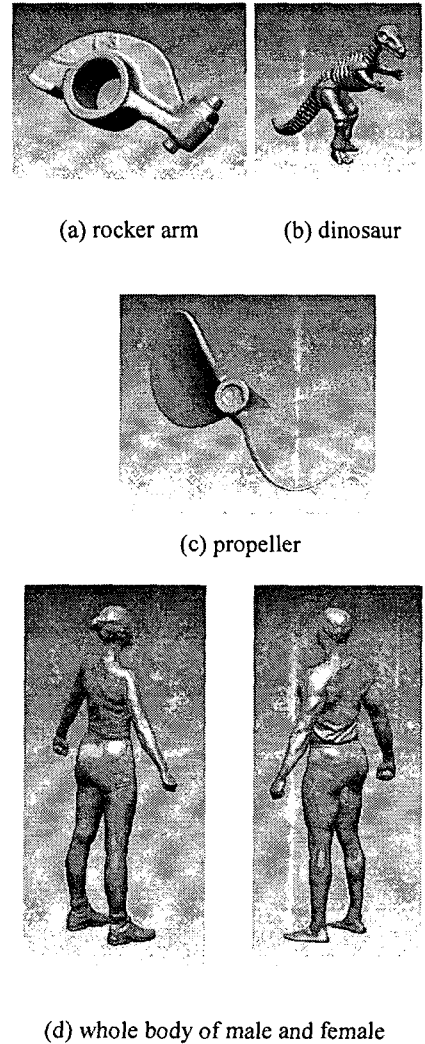 (a) rocker arm
(b) dinosaur
(c) propeller
(d) whole body of male and female